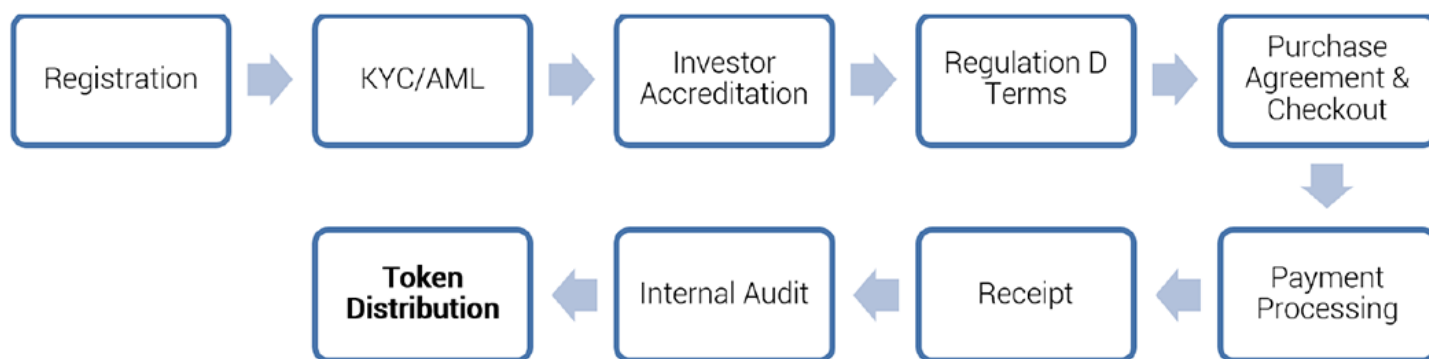 Registration
KYC/AML
Investor
Accreditation
Regulation D
Terms
Purchase
Agreement &
Checkout
Payment
Processing
Receipt
Internal Audit
Token
Distribution